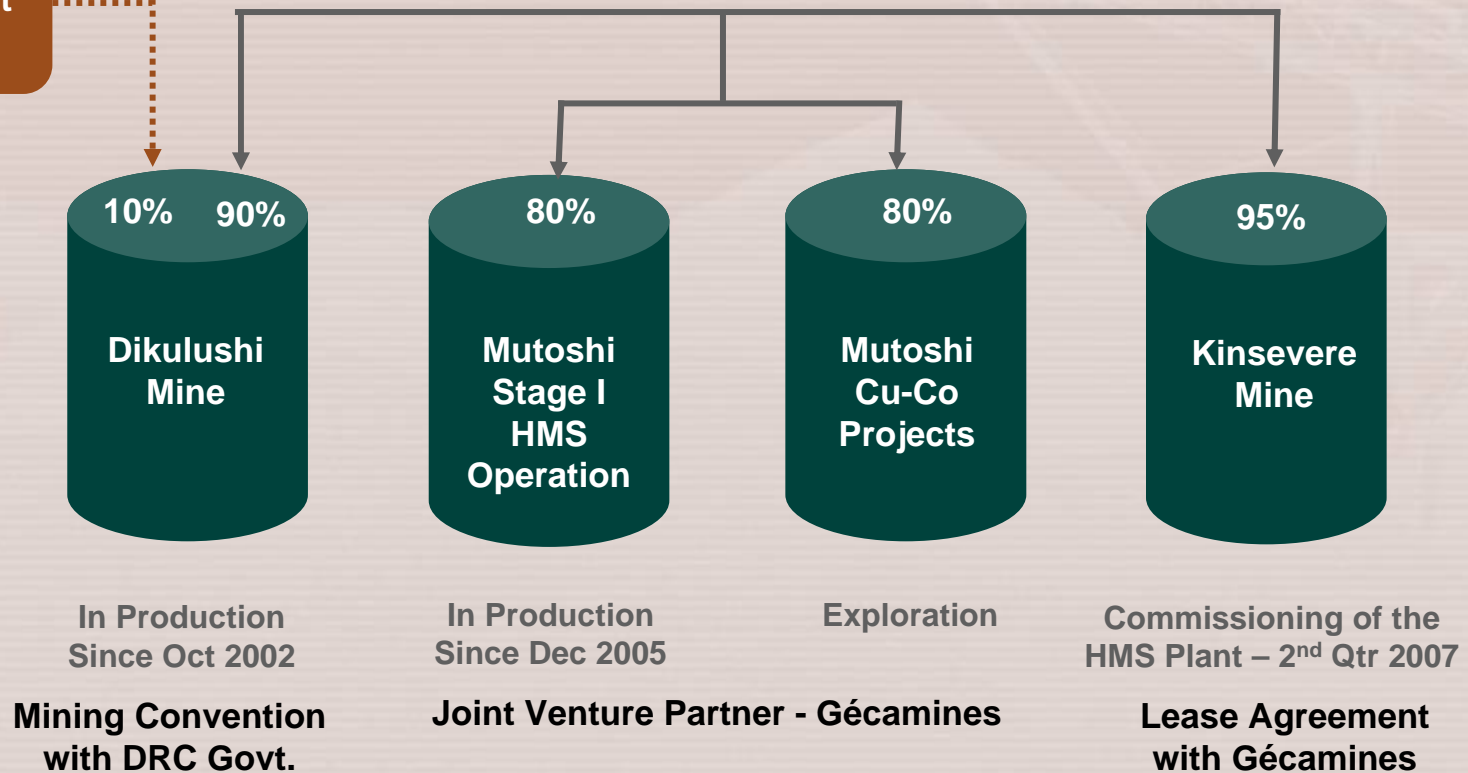 10% 90%
80%
80%
95%
Dikulushi
Mine
Mutoshi
Stage I
HMS
Operation
Mutoshi
Cu-Co
Projects
Kinsevere
Mine
In Production
Since Oct 2002
In Production
Since Dec 2005
Exploration
Commissioning of the
HMS Plant – 2nd Qtr 2007
Mining Convention
with DRC Govt.
Joint Venture Partner - Gécamines
Lease Agreement
with Gécamines